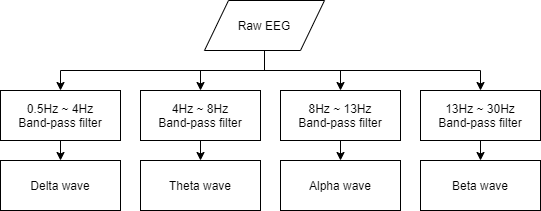 Raw EEG
0.5Hz ~ 4Hz
Band-pass filter
4Hz ~ 8Hz
Band-pass filter
8Hz ~ 13Hz
Band-pass filter
13Hz ~ 30Hz
Band-pass filter
Delta wave
Theta wave
Alpha wave
Beta wave